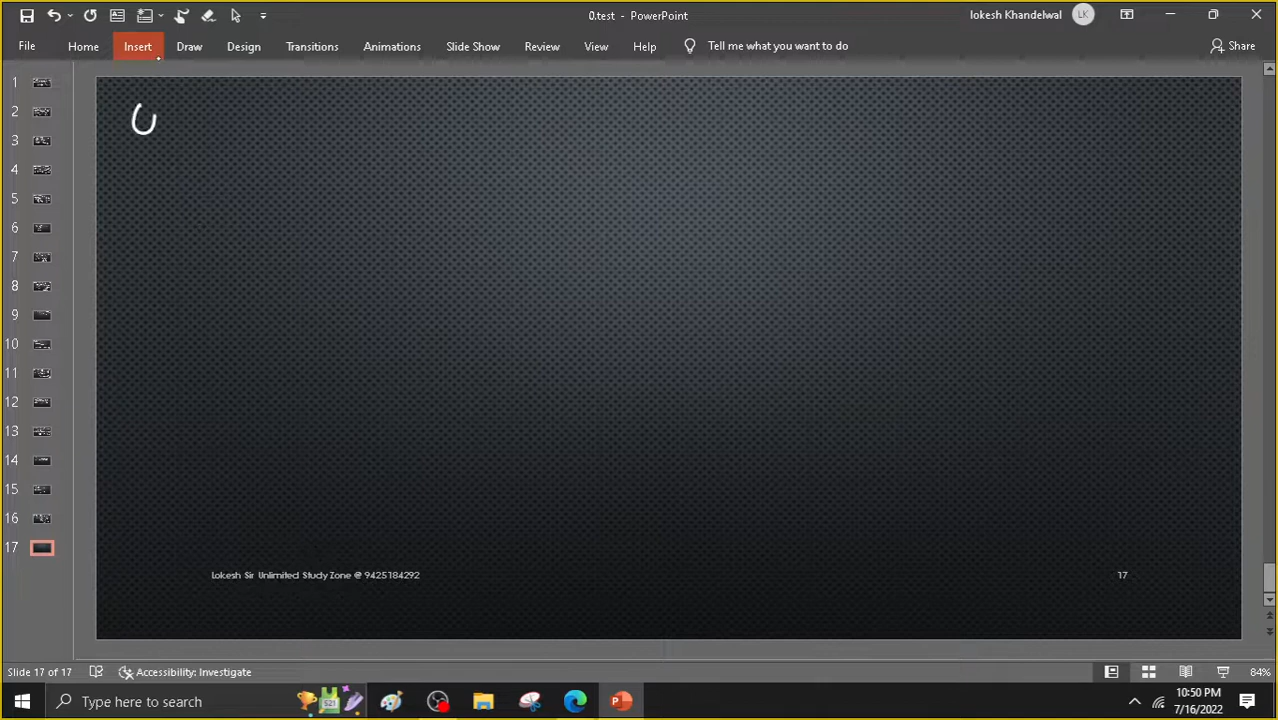 0.test - PowerPoint
lokesh Khandelwal LK
File Home Insert Draw Design Transitions Animations Slide Show Review View Help Tell me what you want to do Share
1
2
3
4
5
6
7
8
9
10
11
12
13
14
15
16
17
Lokesh Sir Unlimited Study Zone @ 9425184292
17
Slide 17 of 17 Accessibility: Investigate 84%
Type here to search
10:50 PM
7/16/2022